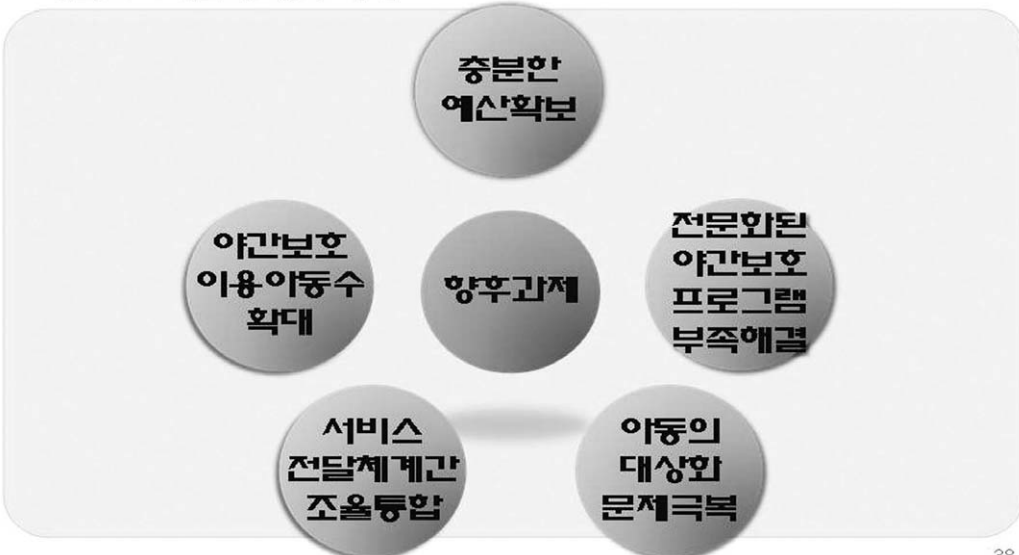 충분한
예산확보
야간보호
이용아동수
확대
향후과제
전문화된
야간보호
프로그램
부족해결
서비스
전달체계간
조율통합
아동의
대상화
문제극복